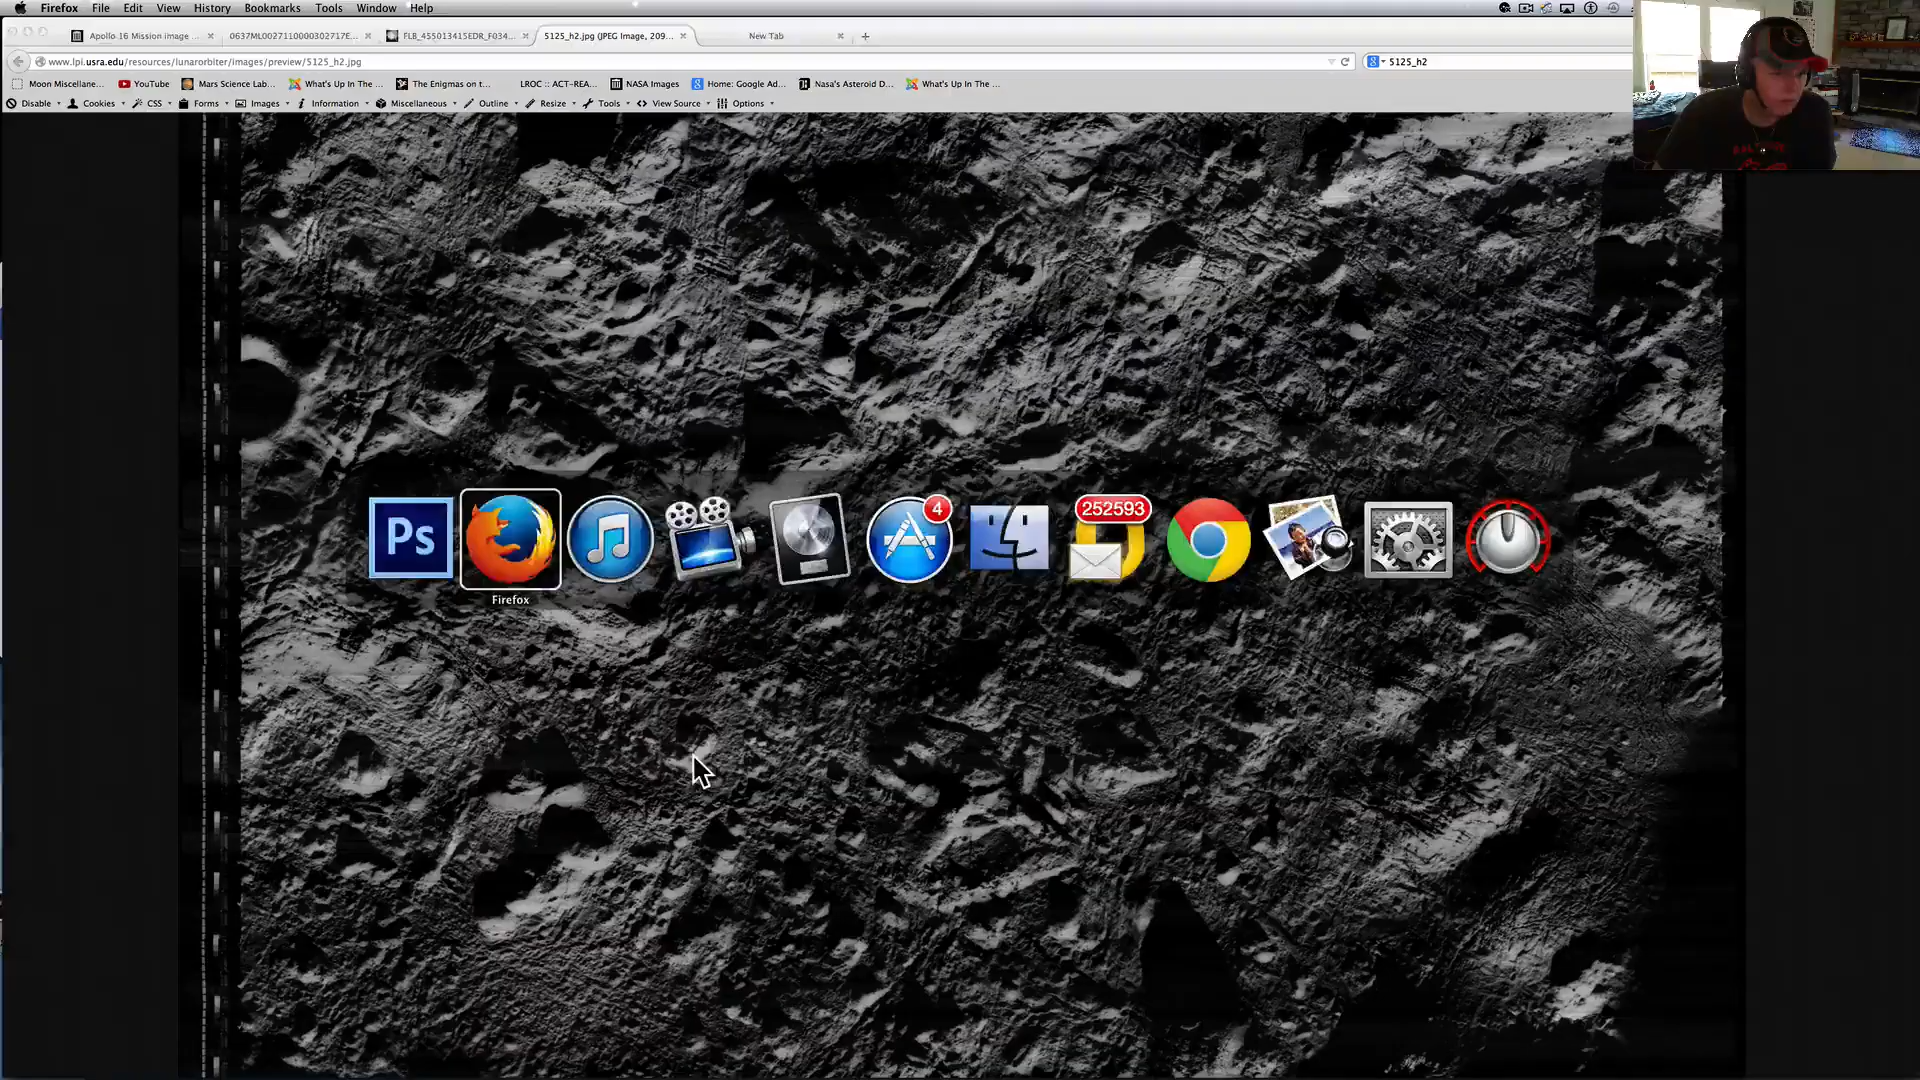 Firefox File Edit View History Bookmarks Tools Window Help
Apollo 16 Mission image ... 0637ML0027110000302717E... FLB_455013415EDR_F034... 5125_h2.jpg (JPEG Image, 209... New Tab
www.lpi.usra.edu/resources/lunarorbiter/images/preview/5125_h2.jpg 5125_h2
Moon Miscellane... YouTube Mars Science Lab... What's Up In The ... The Enigmas on t... LROC :: ACT-REA... NASA Images Home: Google Ad... Nasa's Asteroid D... What's Up In The ...
Disable Cookies CSS Forms Images Information Miscellaneous Outline Resize Tools View Source Options
Ps 4 252593
Firefox